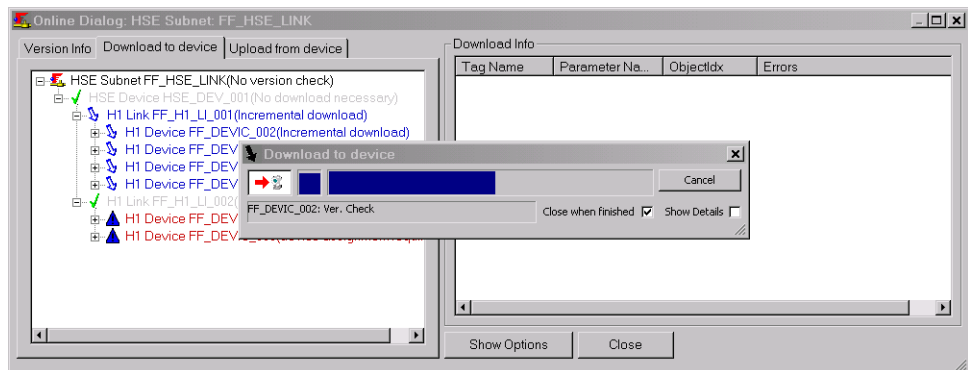 Online Dialog: HSE Subnet: FF_HSE_LINK
Version Info
Download to device
Upload from device
HSE Subnet FF_HSE_LINK(No version check)
HSE Device HSE_DEV_001(No download necessary)
H1 Link FF_H1_LI_001(Incremental download)
H1 Device FF_DEVIC_002(Incremental download)
H1 Device FF_DEV
H1 Device FF_DEV
H1 Device FF_DEV
H1 Link FF_H1_LI_002(
H1 Device FF_DEV
H1 Device FF_DEV
Download Info
Tag Name
Parameter Na...
ObjectIdx
Errors
Download to device
Cancel
FF_DEVIC_002: Ver. Check
Close when finished
Show Details
Show Options
Close